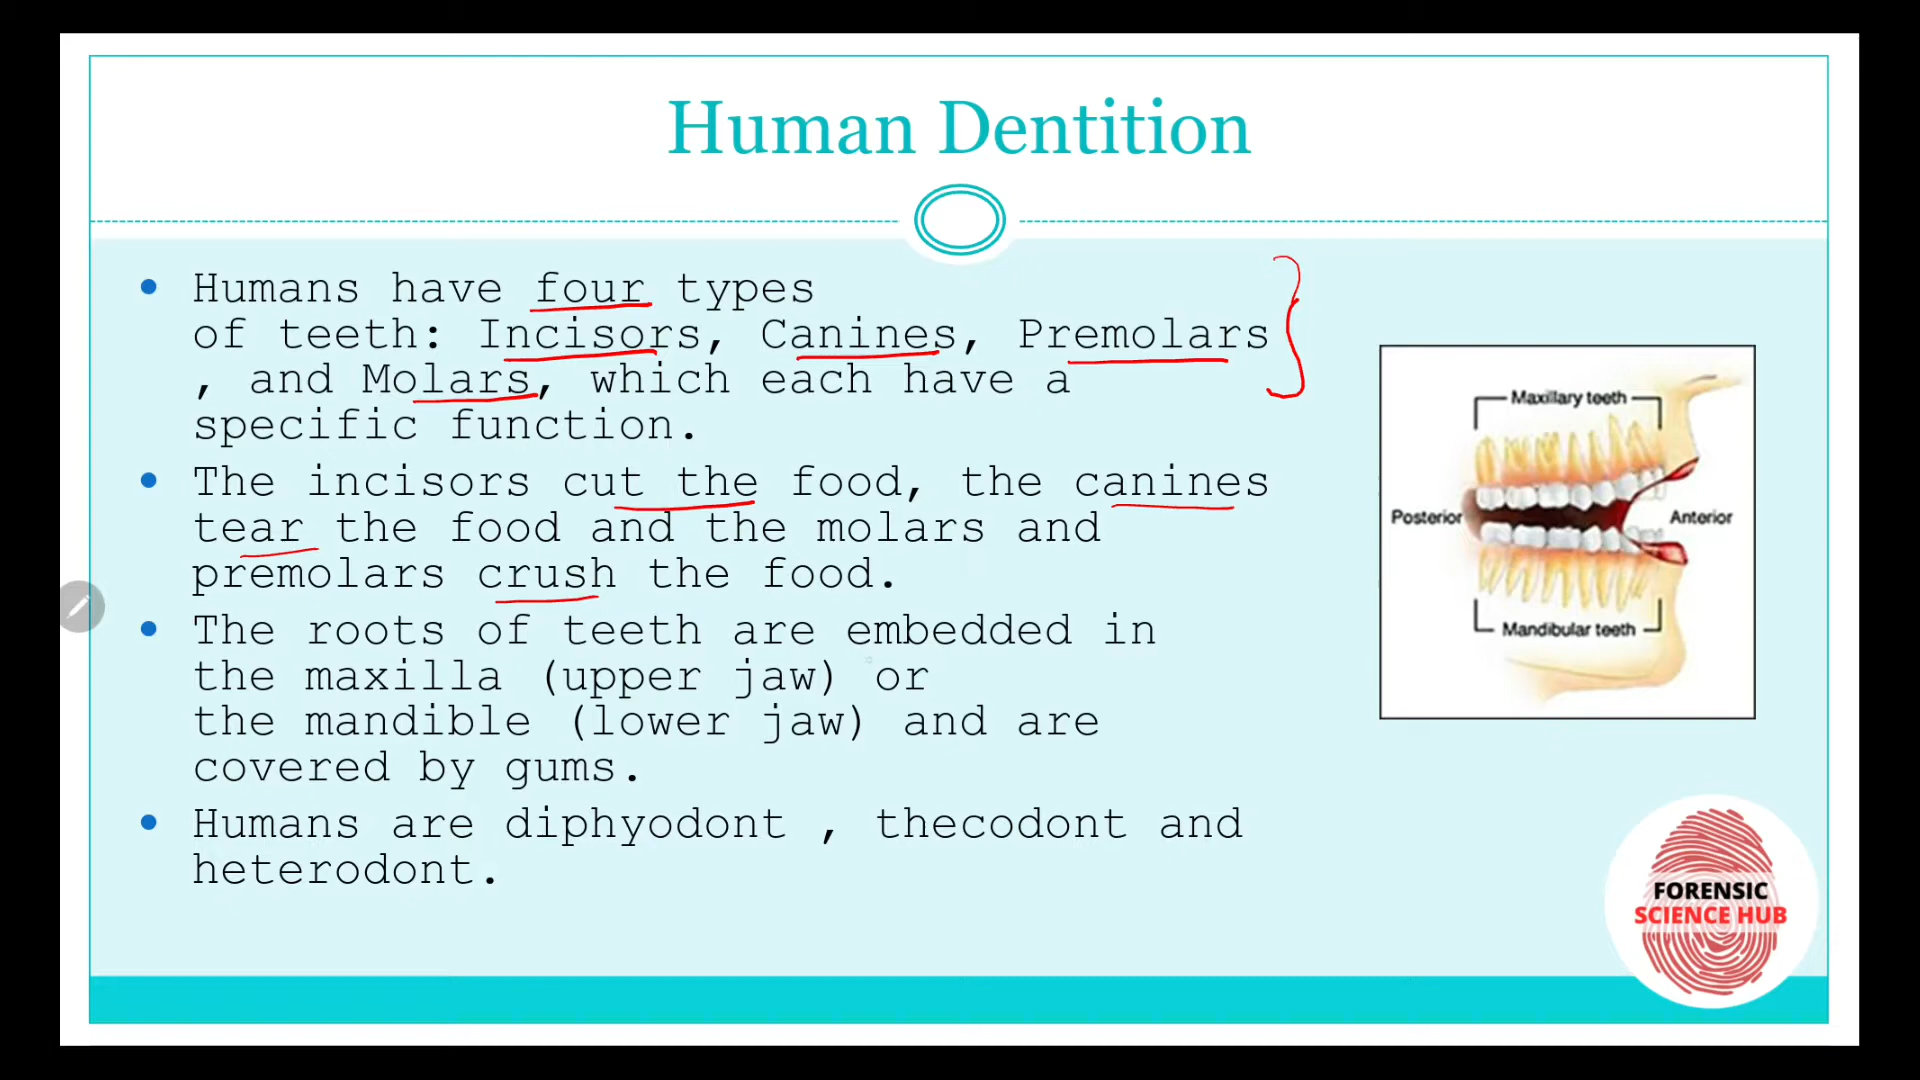 Human Dentition
Humans have four types
of teeth: Incisors, Canines, Premolars
, and Molars, which each have a
specific function.
The incisors cut the food, the canines
tear the food and the molars and
premolars crush the food.
The roots of teeth are embedded in
the maxilla (upper jaw) or
the mandible (lower jaw) and are
covered by gums.
Humans are diphyodont , thecodont and
heterodont.
Maxillary teeth
Posterior
Anterior
Mandibular teeth
FORENSIC
SCIENCE HUB